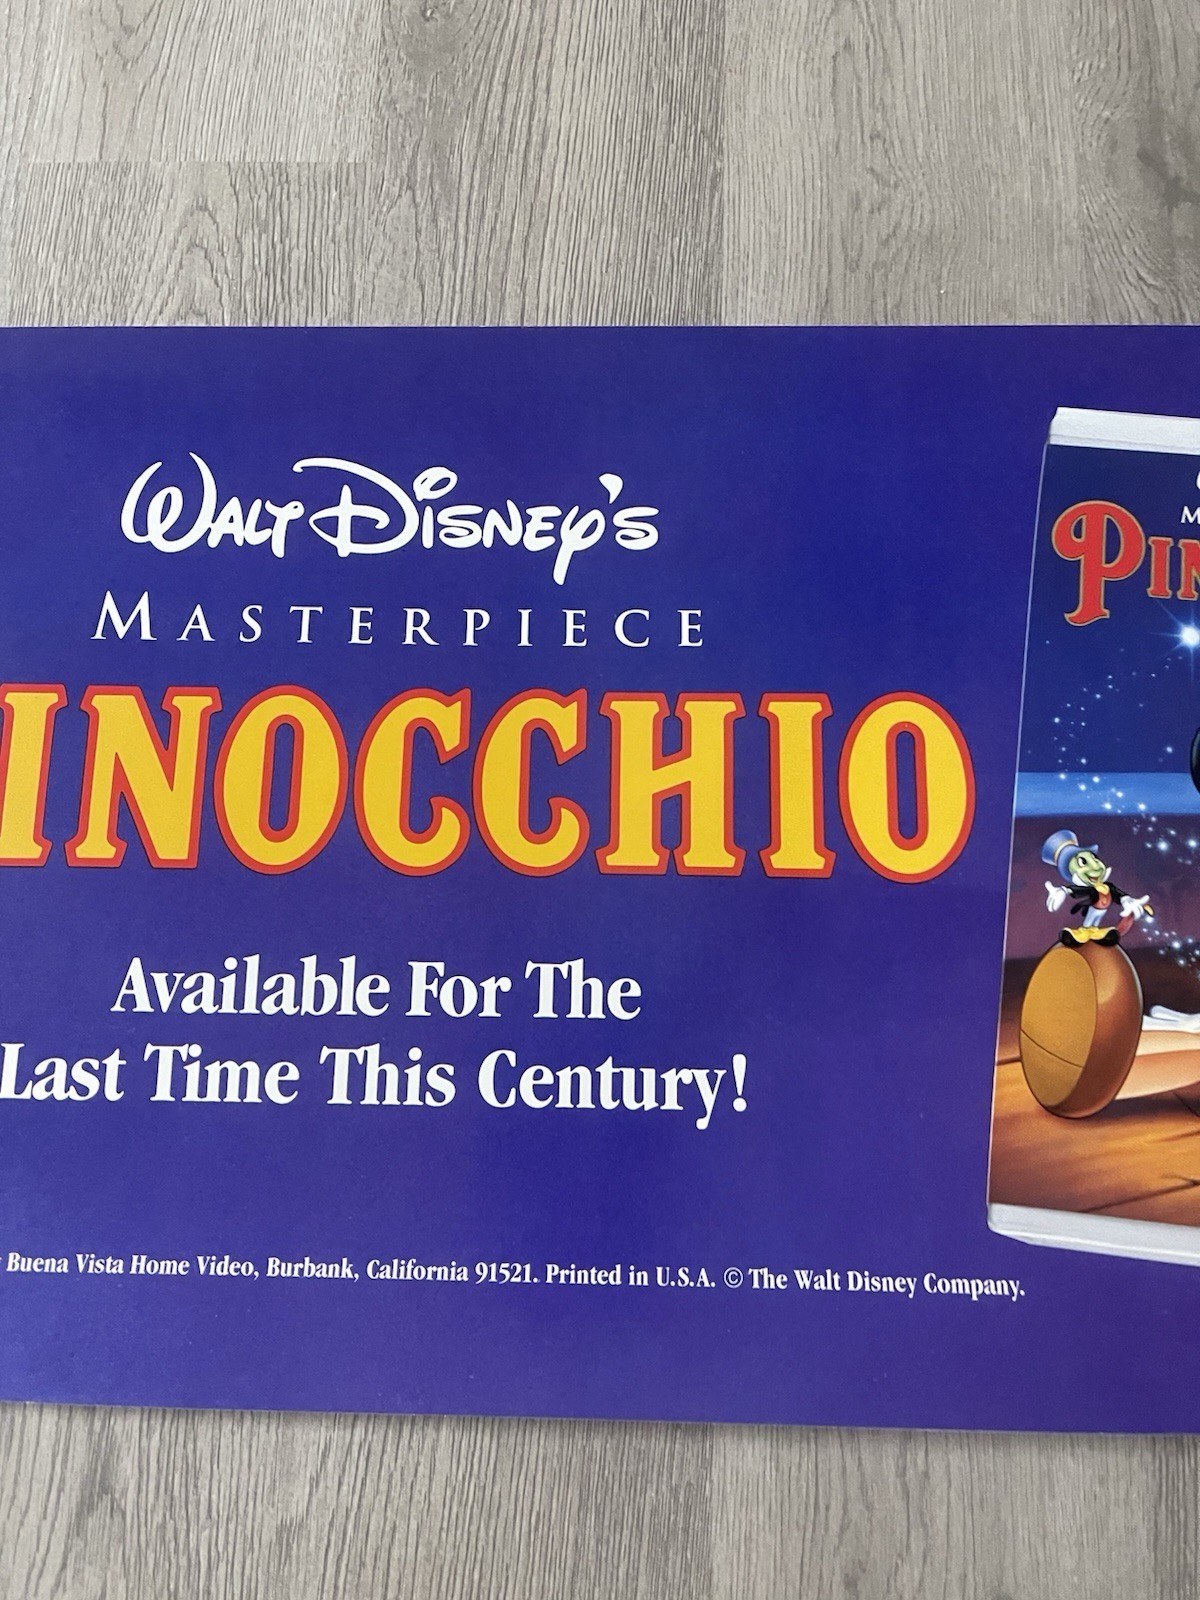 WALT DISNEY'S
MASTERPIECE
INOCCHIO
Available For The
Last Time This Century!
Buena Vista Home Video, Burbank, California 91521. Printed in U.S.A. © The Walt Disney Company.
M
PIN